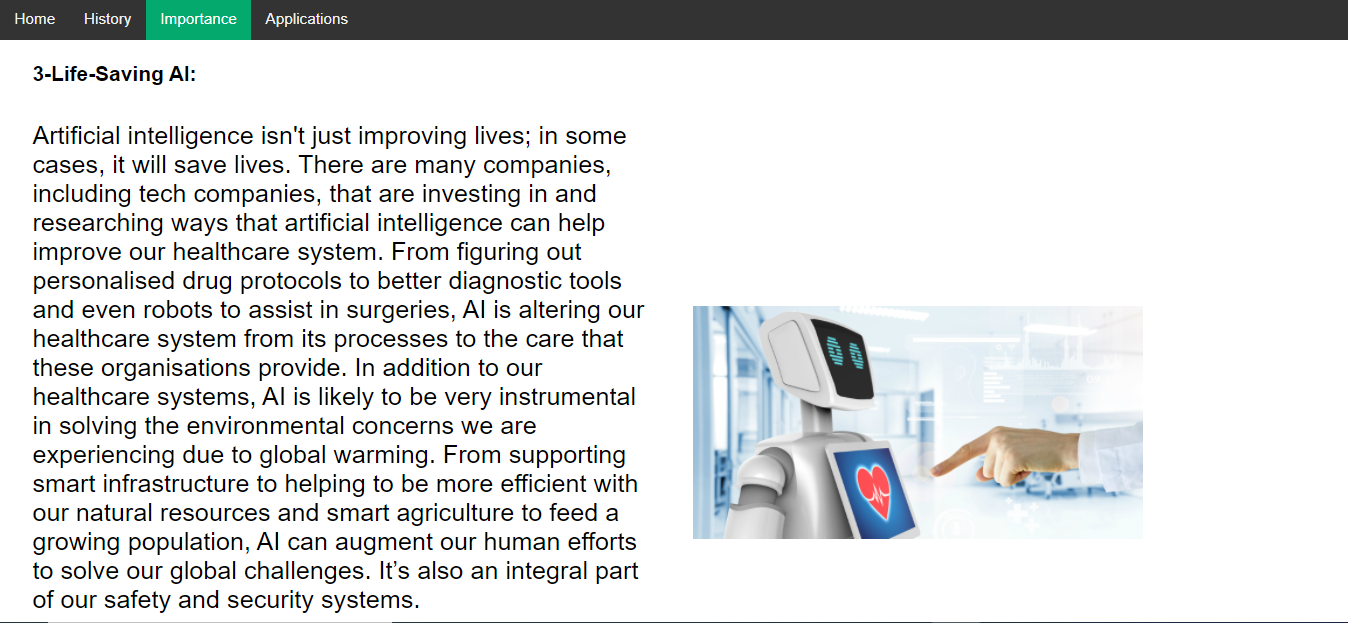 Home History Importance Applications
3-Life-Saving AI:
Artificial intelligence isn't just improving lives; in some
cases, it will save lives. There are many companies,
including tech companies, that are investing in and
researching ways that artificial intelligence can help
improve our healthcare system. From figuring out
personalised drug protocols to better diagnostic tools
and even robots to assist in surgeries, AI is altering our
healthcare system from its processes to the care that
these organisations provide. In addition to our
healthcare systems, AI is likely to be very instrumental
in solving the environmental concerns we are
experiencing due to global warming. From supporting
smart infrastructure to helping to be more efficient with
our natural resources and smart agriculture to feed a
growing population, AI can augment our human efforts
to solve our global challenges. It’s also an integral part
of our safety and security systems.